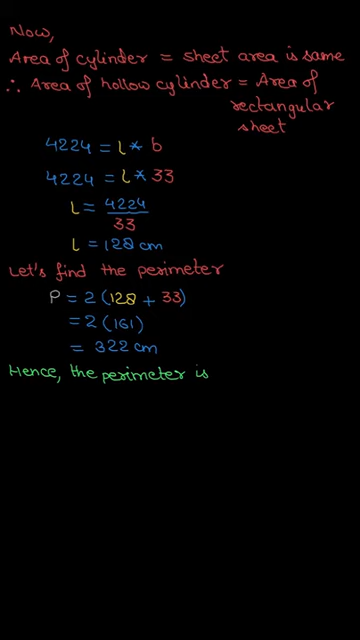 Now,
Area of cylinder = sheet area is same
∴ Area of hollow cylinder = Area of
rectangular
sheet
4224 = l * b
4224 = l * 33
l = 4224
33
l = 128 cm
Let's find the perimeter
P = 2 (128 + 33)
= 2 (161)
= 322 cm
Hence, the perimeter is